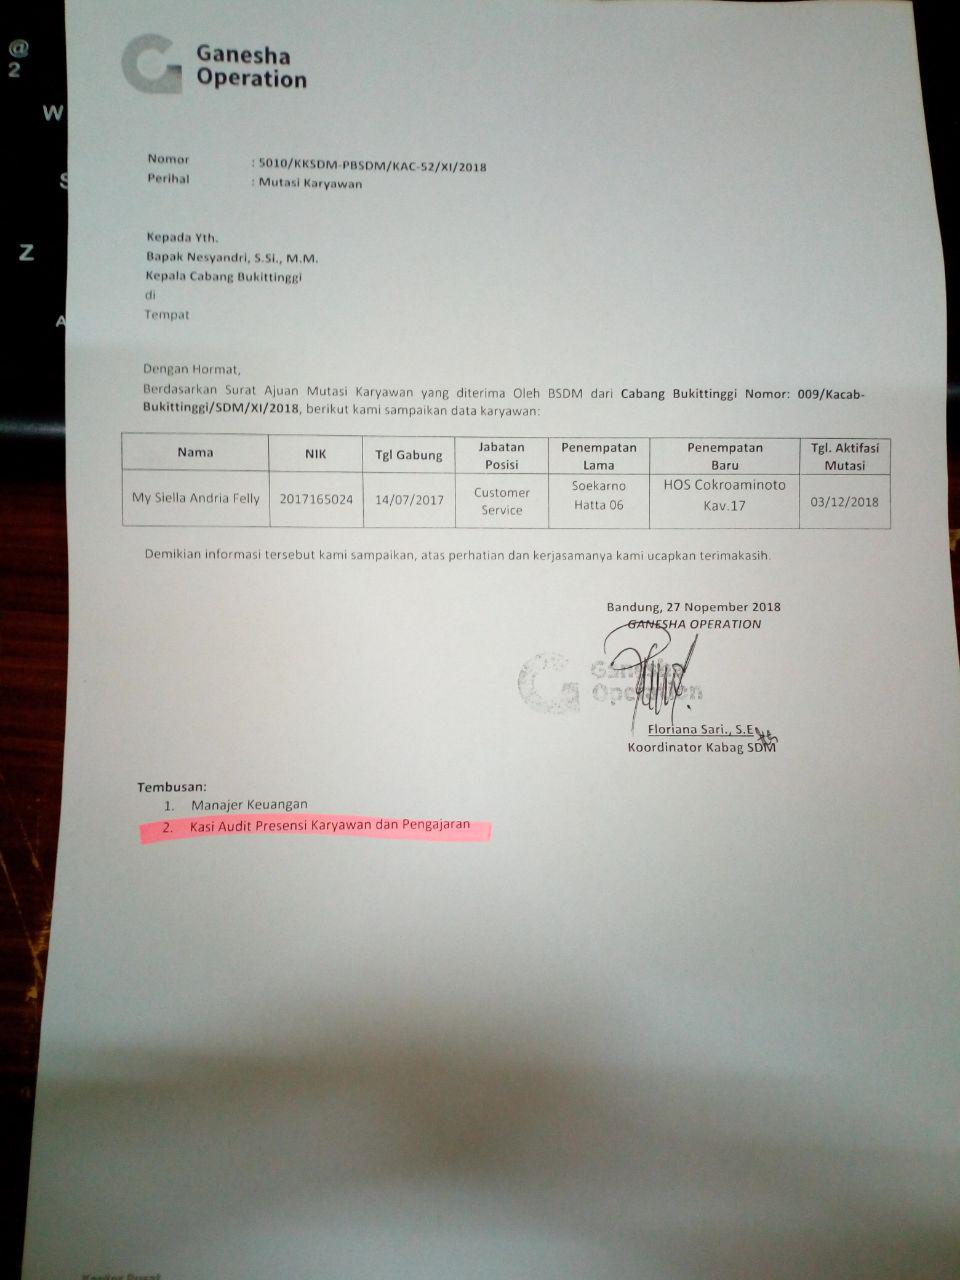 @
2
W
S
Z
A
Ganesha
Operation
Nomor : 5010/KKSDM-PBSDM/KAC-52/XI/2018
Perihal : Mutasi Karyawan
Kepada Yth.
Bapak Nesyandri, S.Si., M.M.
Kepala Cabang Bukittinggi
di
Tempat
Dengan Hormat,
Berdasarkan Surat Ajuan Mutasi Karyawan yang diterima Oleh BSDM dari Cabang Bukittinggi Nomor: 009/Kacab-
Bukittinggi/SDM/XI/2018, berikut kami sampaikan data karyawan:
Nama NIK Tgl Gabung Jabatan Posisi Penempatan Lama Penempatan Baru Tgl. Aktifasi Mutasi
My Siella Andria Felly 2017165024 14/07/2017 Customer Service Soekarno Hatta 06 HOS Cokroaminoto Kav.17 03/12/2018
Demikian informasi tersebut kami sampaikan, atas perhatian dan kerjasamanya kami ucapkan terimakasih.
Bandung, 27 Nopember 2018
GANESHA OPERATION
Ganesha
Operation
Floriana Sari., S.E
Koordinator Kabag SDM
Tembusan:
1. Manajer Keuangan
2. Kasi Audit Presensi Karyawan dan Pengajaran
Kantor Pusat